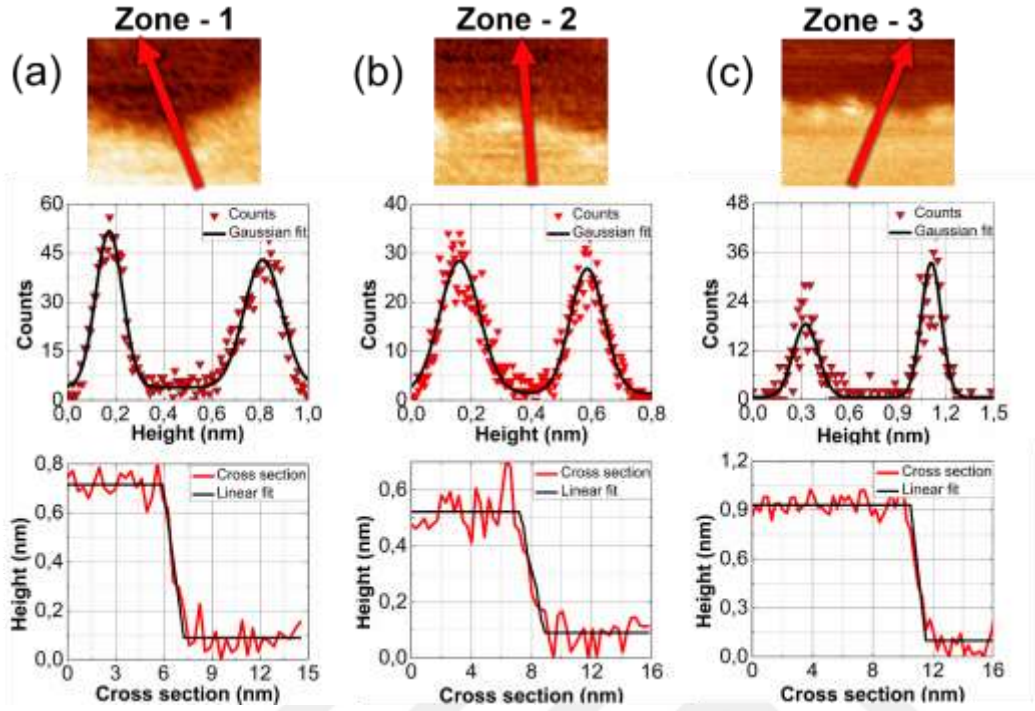 Zone - 1
Zone - 2
Zone - 3
(a)
(b)
(c)
60
45
30
15
0
Counts
Counts
Gaussian fit
0,0 0,2 0,4 0,6 0,8 1,0
Height (nm)
40
30
20
10
0
Counts
Counts
Gaussian fit
0,0 0,2 0,4 0,6 0,8
Height (nm)
48
36
24
12
0
Counts
Counts
Gaussian fit
0,0 0,3 0,6 0,9 1,2 1,5
Height (nm)
0,8
0,6
0,4
0,2
0,0
Height (nm)
Cross section
Linear fit
0 3 6 9 12 15
Cross section (nm)
0,6
0,4
0,2
0,0
Height (nm)
Cross section
Linear fit
0 4 8 12 16
Cross section (nm)
1,2
0,9
0,6
0,3
0,0
Height (nm)
Cross section
Linear fit
0 4 8 12 16
Cross section (nm)